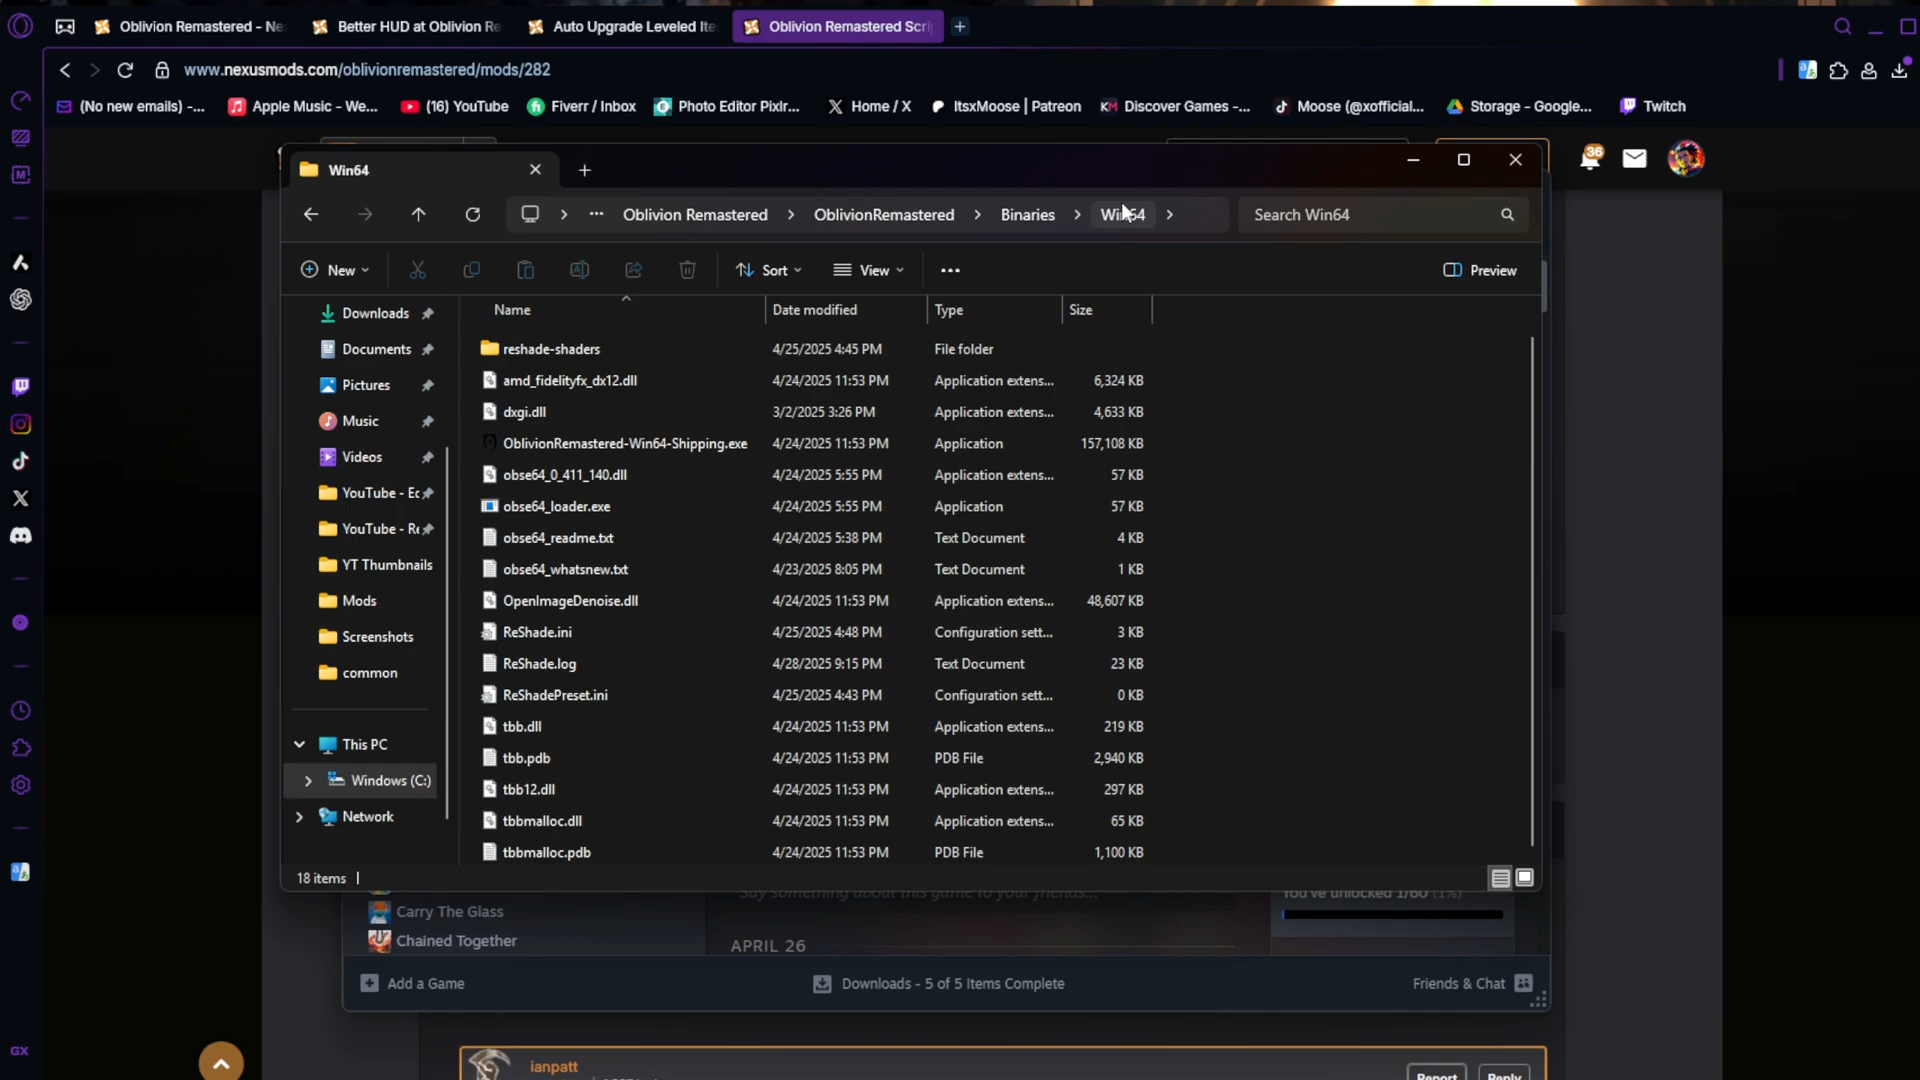 Oblivion Remastered - Ne
Better HUD at Oblivion Re
Auto Upgrade Leveled Ite
Oblivion Remastered Scri
www.nexusmods.com/oblivionremastered/mods/282
(No new emails) -...
Apple Music - We...
(16) YouTube
Fiverr / Inbox
Photo Editor Pixlr...
Home / X
ItsxMoose | Patreon
Discover Games -...
Moose (@xofficial...
Storage - Google...
Twitch
36
Win64
Oblivion Remastered
OblivionRemastered
Binaries
Win64
Search Win64
New
Sort
View
Preview
Name Date modified Type Size
reshade-shaders 4/25/2025 4:45 PM File folder
amd_fidelityfx_dx12.dll 4/24/2025 11:53 PM Application extens... 6,324 KB
dxgi.dll 3/2/2025 3:26 PM Application extens... 4,633 KB
OblivionRemastered-Win64-Shipping.exe 4/24/2025 11:53 PM Application 157,108 KB
obse64_0_411_140.dll 4/24/2025 5:55 PM Application extens... 57 KB
obse64_loader.exe 4/24/2025 5:55 PM Application 57 KB
obse64_readme.txt 4/24/2025 5:38 PM Text Document 4 KB
obse64_whatsnew.txt 4/23/2025 8:05 PM Text Document 1 KB
OpenImageDenoise.dll 4/24/2025 11:53 PM Application extens... 48,607 KB
ReShade.ini 4/25/2025 4:48 PM Configuration sett... 3 KB
ReShade.log 4/28/2025 9:15 PM Text Document 23 KB
ReShadePreset.ini 4/25/2025 4:43 PM Configuration sett... 0 KB
tbb.dll 4/24/2025 11:53 PM Application extens... 219 KB
tbb.pdb 4/24/2025 11:53 PM PDB File 2,940 KB
tbb12.dll 4/24/2025 11:53 PM Application extens... 297 KB
tbbmalloc.dll 4/24/2025 11:53 PM Application extens... 65 KB
tbbmalloc.pdb 4/24/2025 11:53 PM PDB File 1,100 KB
Downloads
Documents
Pictures
Music
Videos
YouTube - Ec
YouTube - Re
YT Thumbnails
Mods
Screenshots
common
This PC
Windows (C:)
Network
18 items
Say something about this game to your friends...
You've unlocked 1/60 (1%)
Carry The Glass
Chained Together
APRIL 26
Add a Game
Downloads - 5 of 5 Items Complete
Friends & Chat
GX
ianpatt
Report
Reply